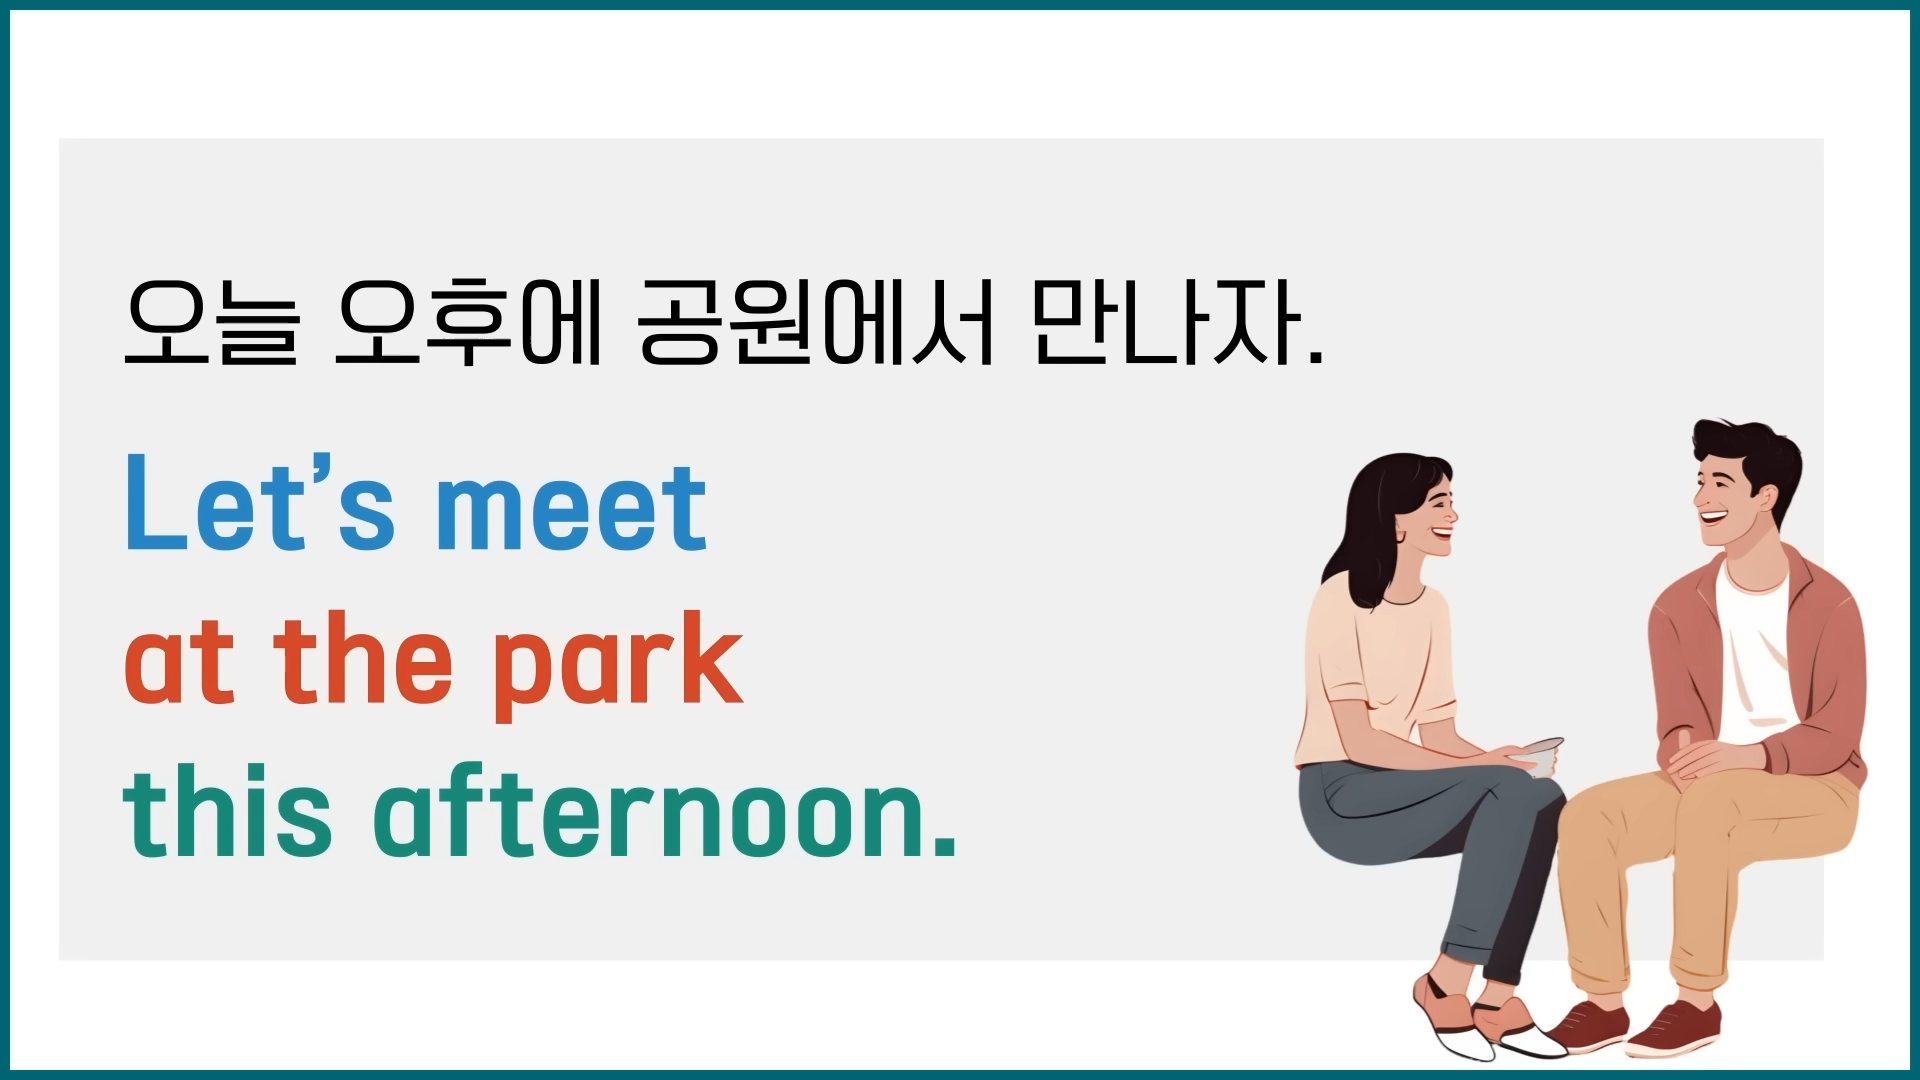 오늘 오후에 공원에서 만나자.
Let’s meet
at the park
this afternoon.